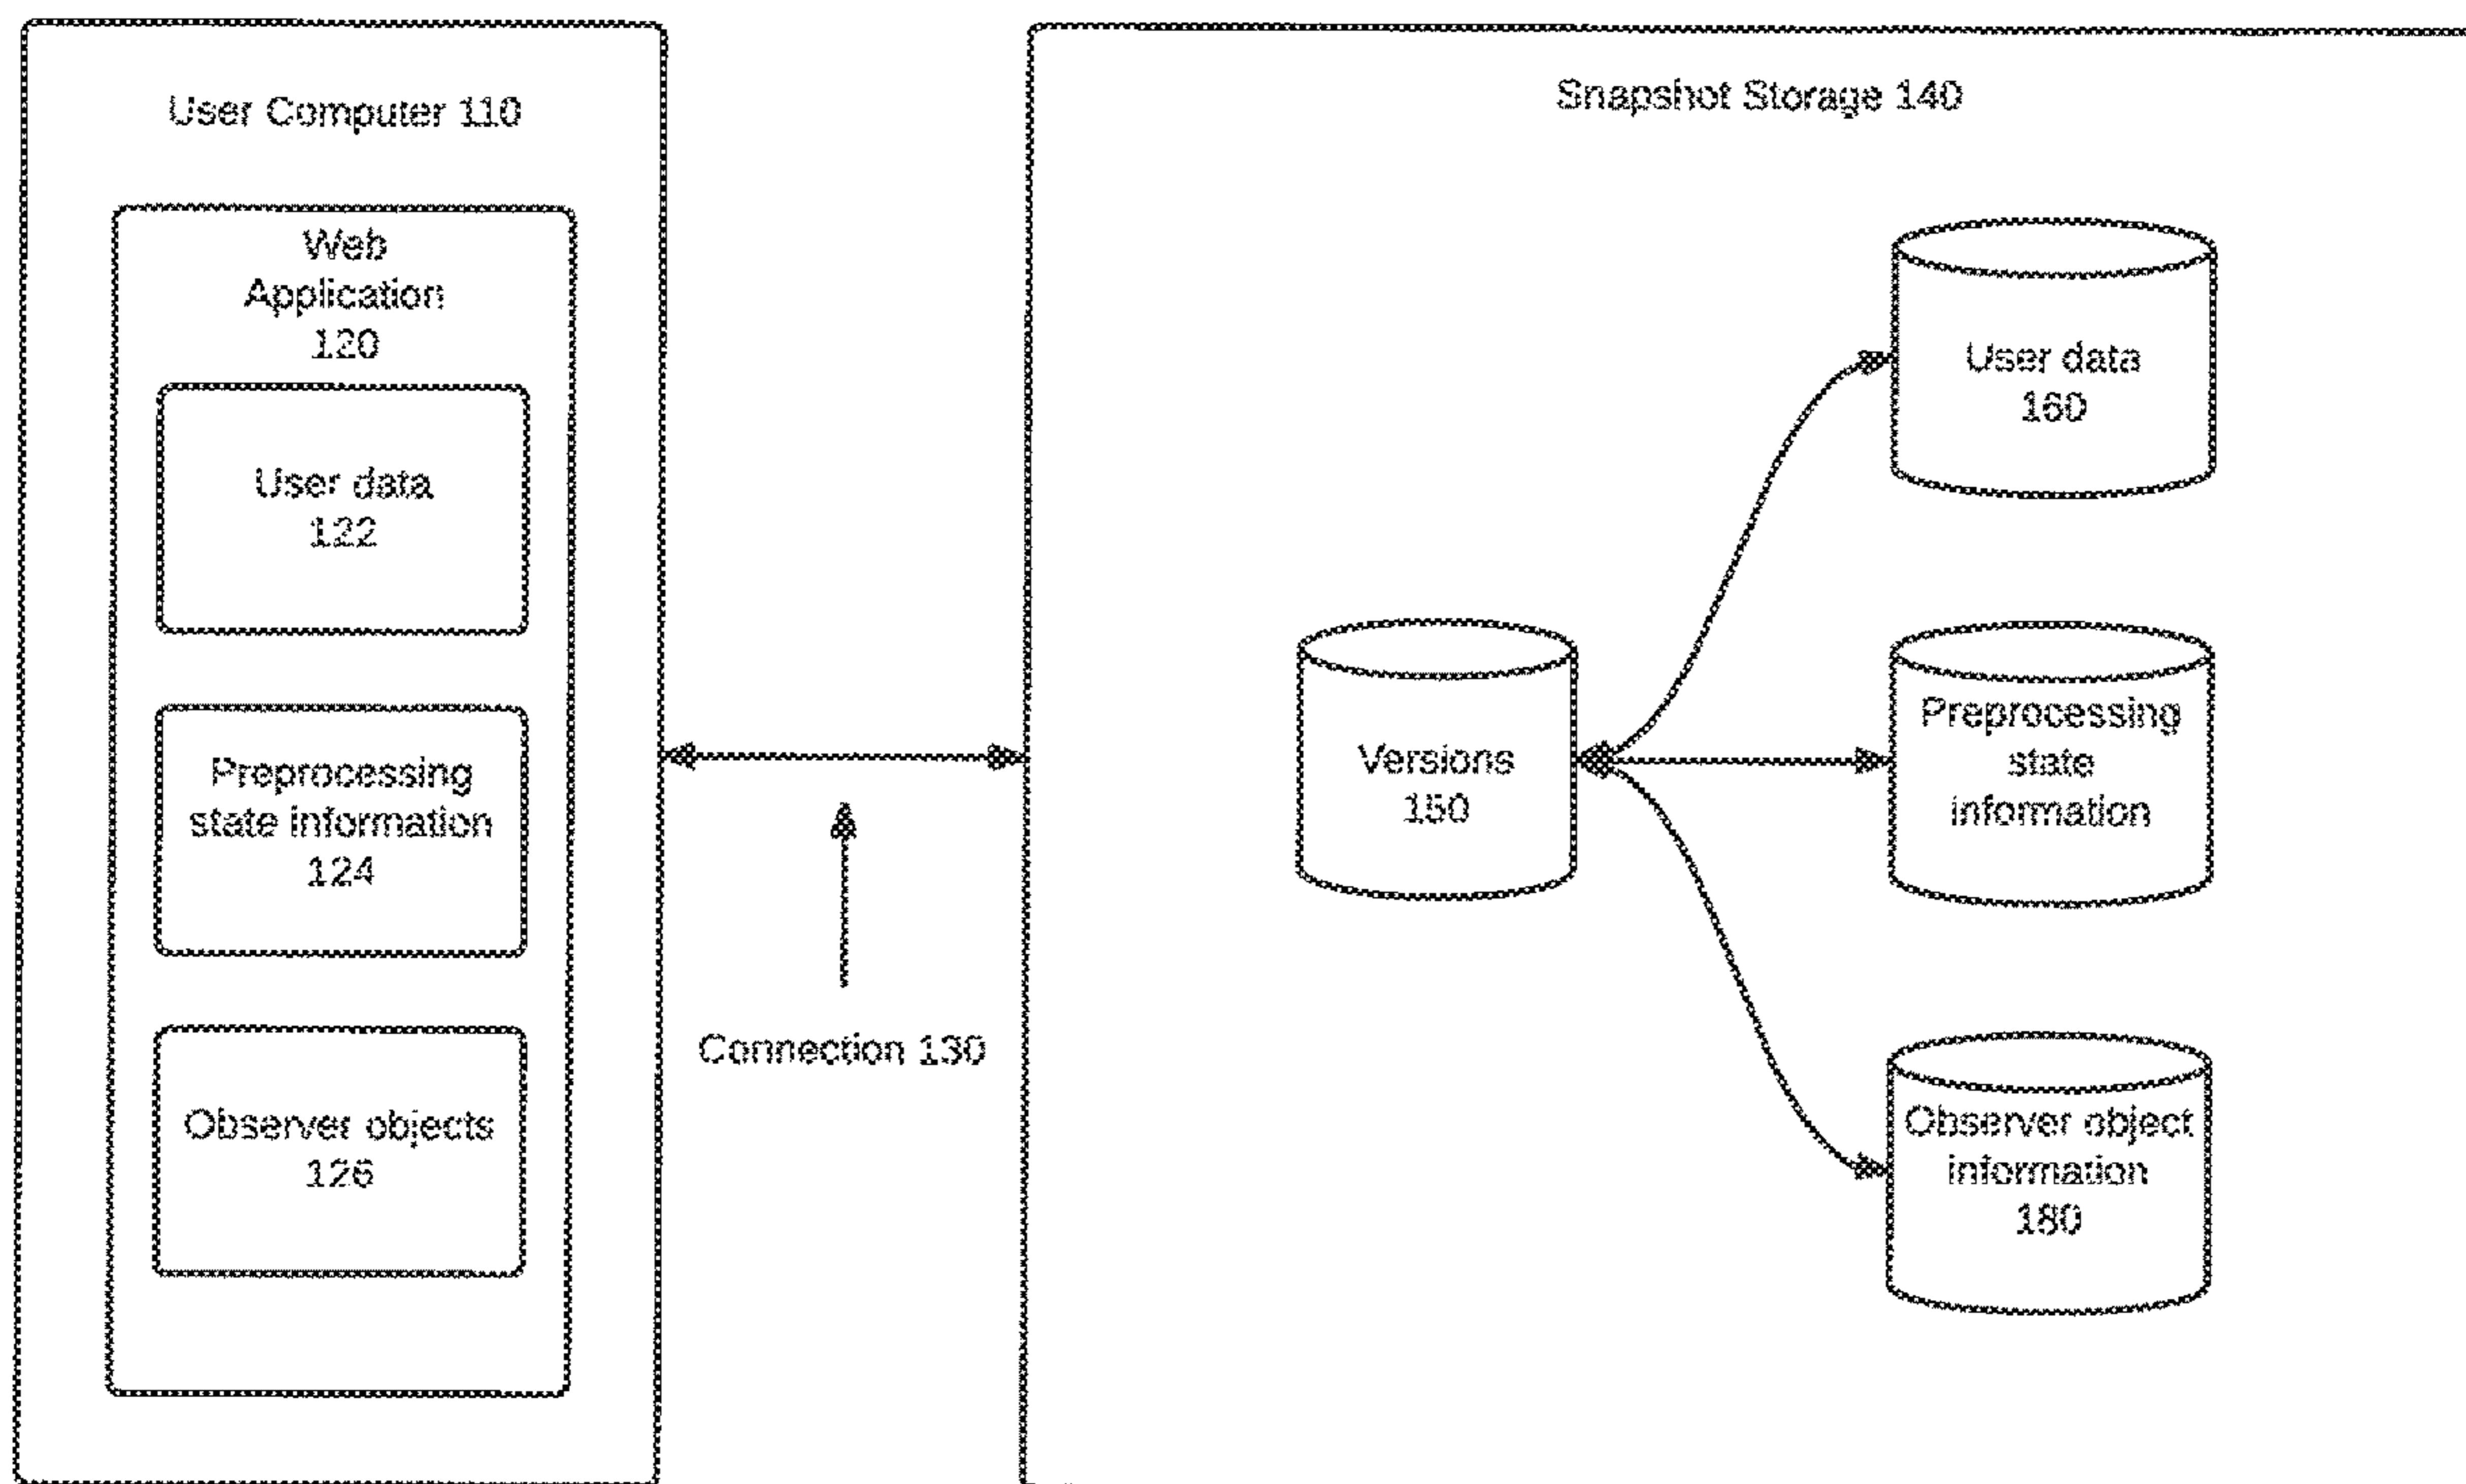 User Computer 110
Web
Application
120
User data
122
Preprocessing
state information
124
Observer objects
126
Connection 130
Snapshot Storage 140
Versions
150
User data
160
Preprocessing
state
information
Observer object
information
180